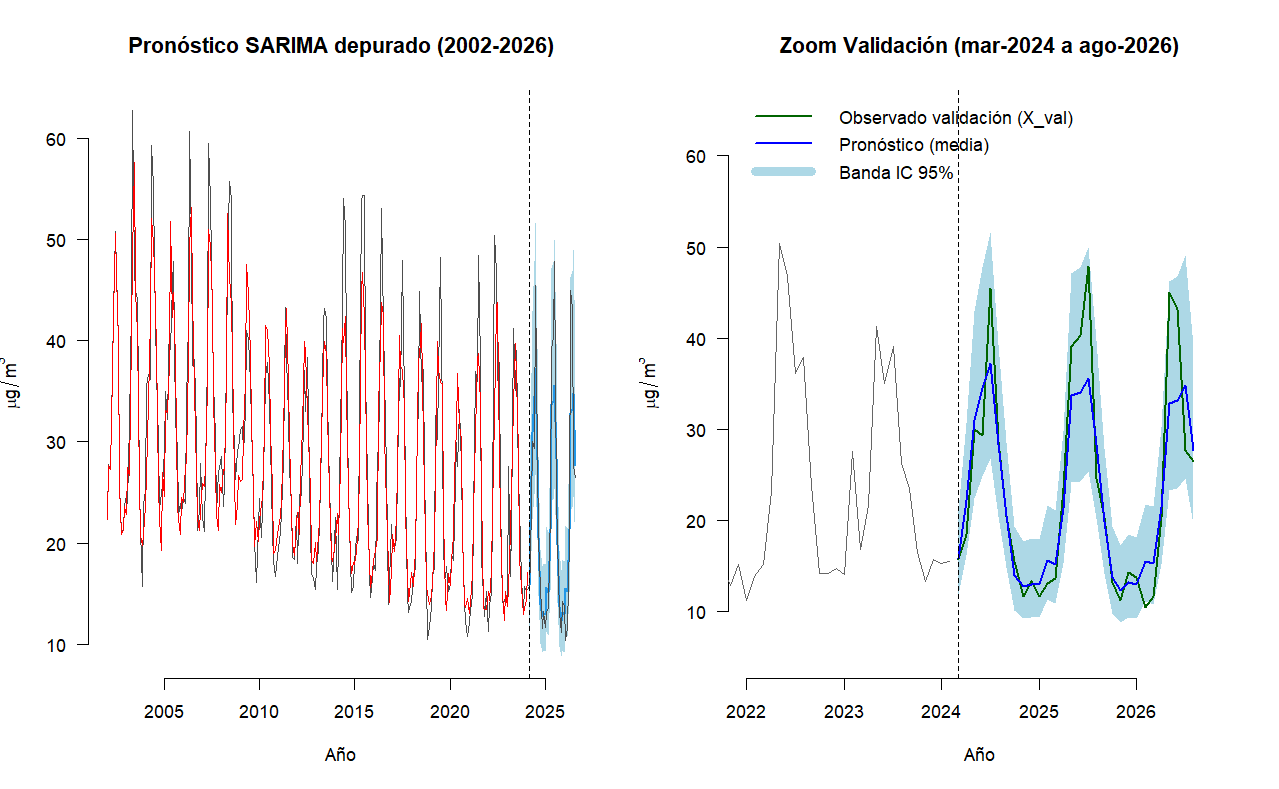 Pronóstico SARIMA depurado (2002-2026)
60
50
40
30
20
10
μg/m³
2005
2010
2015
2020
2025
Año
Zoom Validación (mar-2024 a ago-2026)
Observado validación (X_val)
Pronóstico (media)
Banda IC 95%
60
50
40
30
20
10
μg/m³
2022
2023
2024
2025
2026
Año